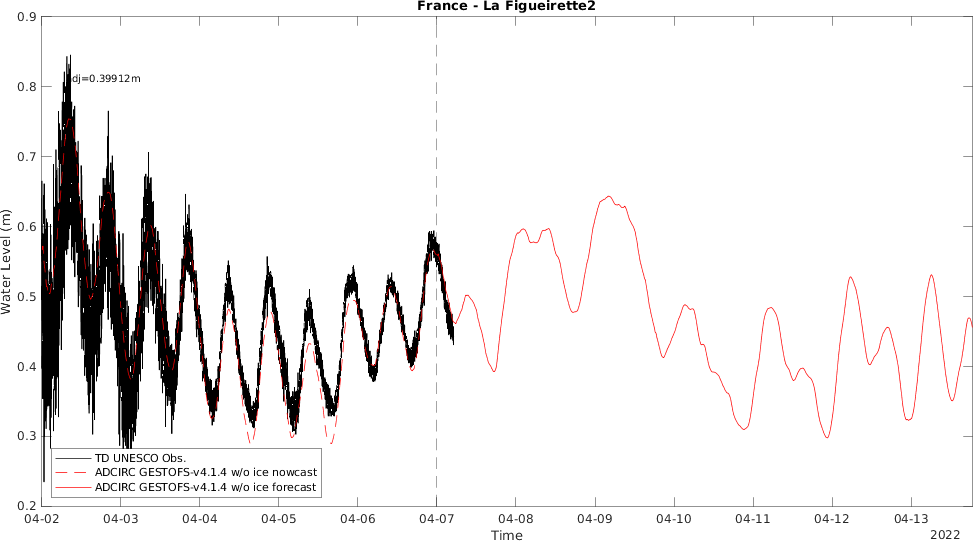 France - La Figueirette2
0.9
0.8
0.7
0.6
0.5
0.4
0.3
0.2
Water Level (m)
dj=0.39912m
TD UNESCO Obs.
ADCIRC GESTOFS-v4.1.4 w/o ice nowcast
ADCIRC GESTOFS-v4.1.4 w/o ice forecast
04-02 04-03 04-04 04-05 04-06 04-07 04-08 04-09 04-10 04-11 04-12 04-13
Time
2022